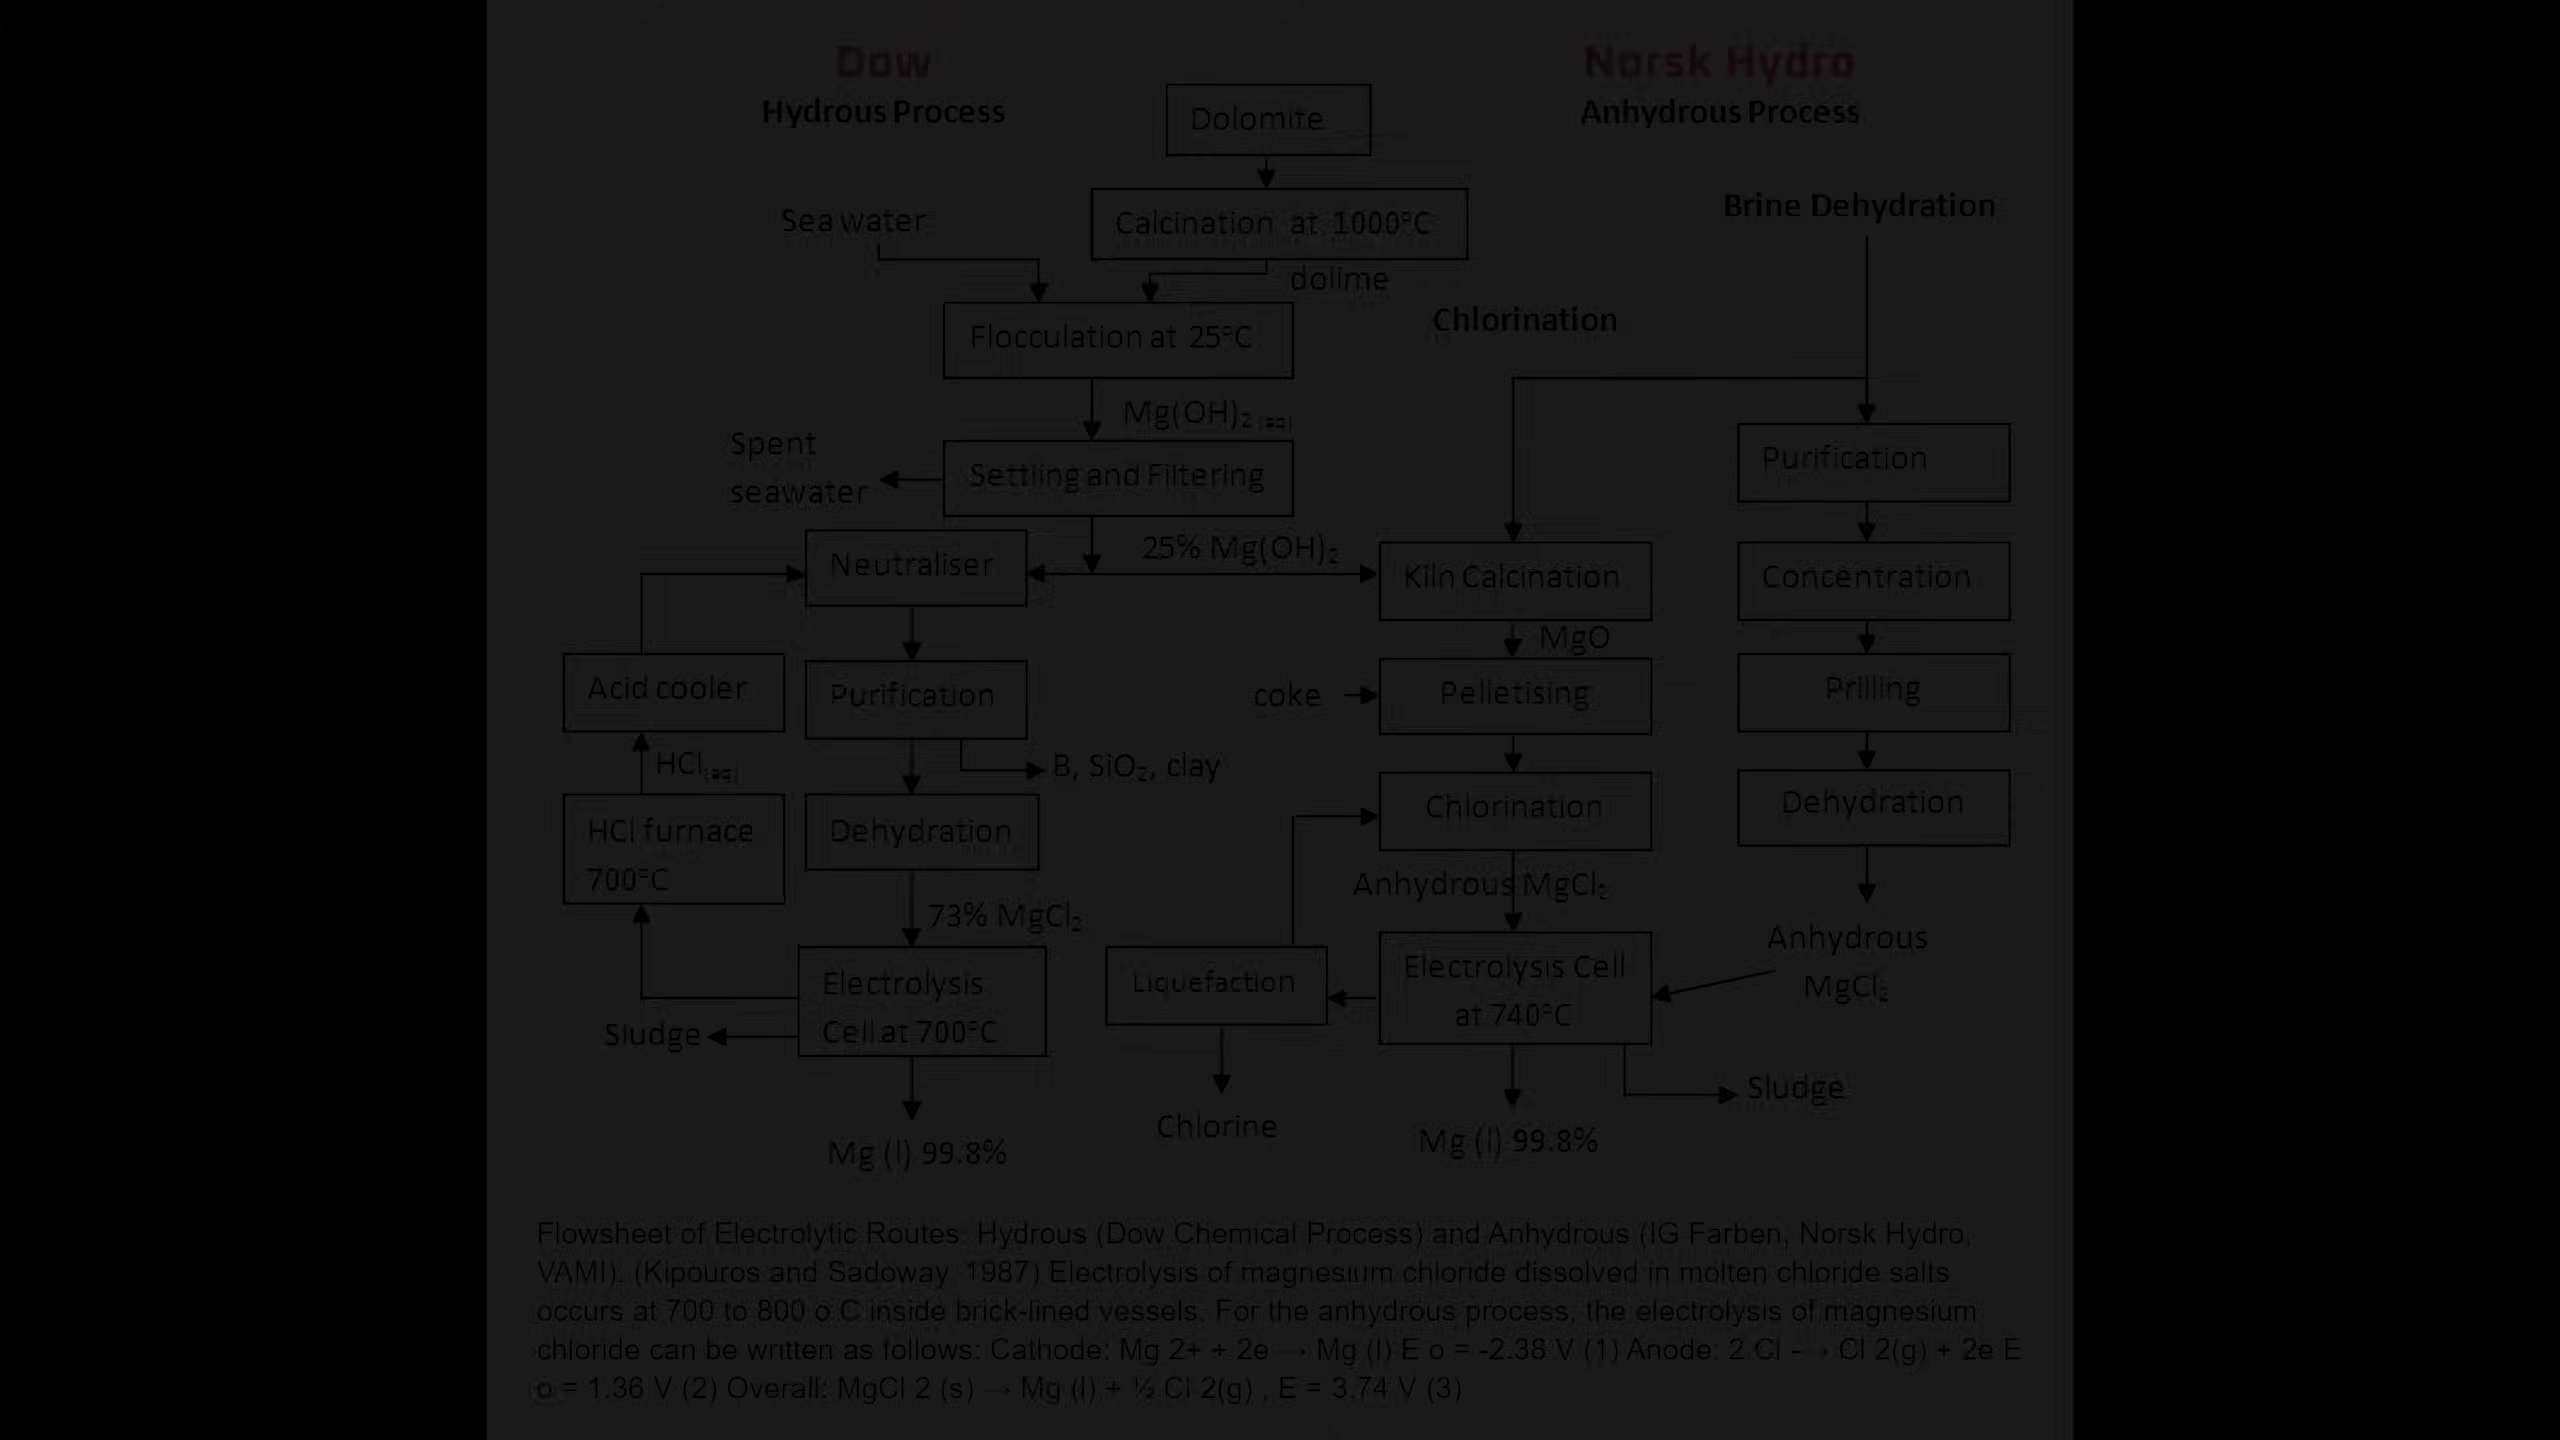 Dow
Norsk Hydro
Hydrous Process
Anhydrous Process
Dolomite
Brine Dehydration
Sea water
Calcination at 1000°C
dolime
Chlorination
Flocculation at 25°C
Mg(OH)₂ (aq)
Spent
seawater
Settling and Filtering
Purification
Neutraliser
25% Mg(OH)₂
Kiln Calcination
Concentration
MgO
Acid cooler
Purification
coke
Pelletising
Prilling
HCl(aq)
B, SiO₂, clay
Chlorination
Dehydration
HCl furnace
700°C
Dehydration
Anhydrous MgCl₂
73% MgCl₂
Anhydrous
MgCl₂
Electrolysis
Cell at 700°C
Liquefaction
Electrolysis Cell
at 740°C
Sludge
Sludge
Chlorine
Mg (l) 99.8%
Mg (l) 99.8%
Flowsheet of Electrolytic Routes: Hydrous (Dow Chemical Process) and Anhydrous (IG Farben, Norsk Hydro,
VAMI). (Kipouros and Sadoway 1987) Electrolysis of magnesium chloride dissolved in molten chloride salts
occurs at 700 to 800 o C inside brick-lined vessels. For the anhydrous process, the electrolysis of magnesium
chloride can be written as follows: Cathode: Mg 2+ + 2e → Mg (l) E o = -2.38 V (1) Anode: 2 Cl - → Cl 2(g) + 2e E
o = 1.36 V (2) Overall: MgCl 2 (s) → Mg (l) + ½ Cl 2(g) , E = 3.74 V (3)